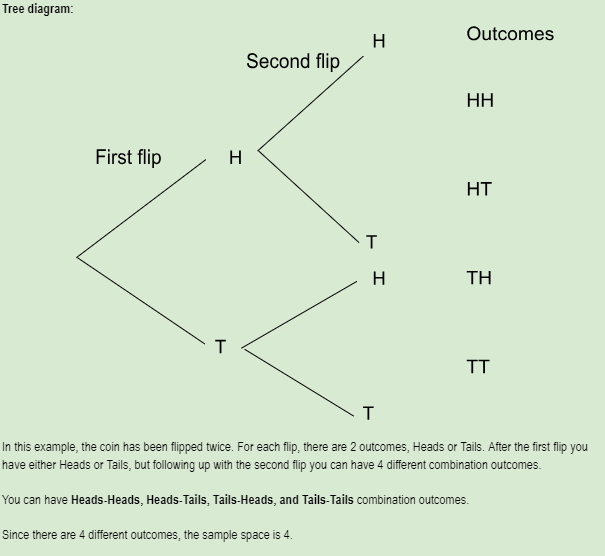 Tree diagram:
H
Outcomes
Second flip
HH
First flip
H
HT
T
H
TH
T
TT
T
In this example, the coin has been flipped twice. For each flip, there are 2 outcomes, Heads or Tails. After the first flip you
have either Heads or Tails, but following up with the second flip you can have 4 different combination outcomes.
You can have Heads-Heads, Heads-Tails, Tails-Heads, and Tails-Tails combination outcomes.
Since there are 4 different outcomes, the sample space is 4.